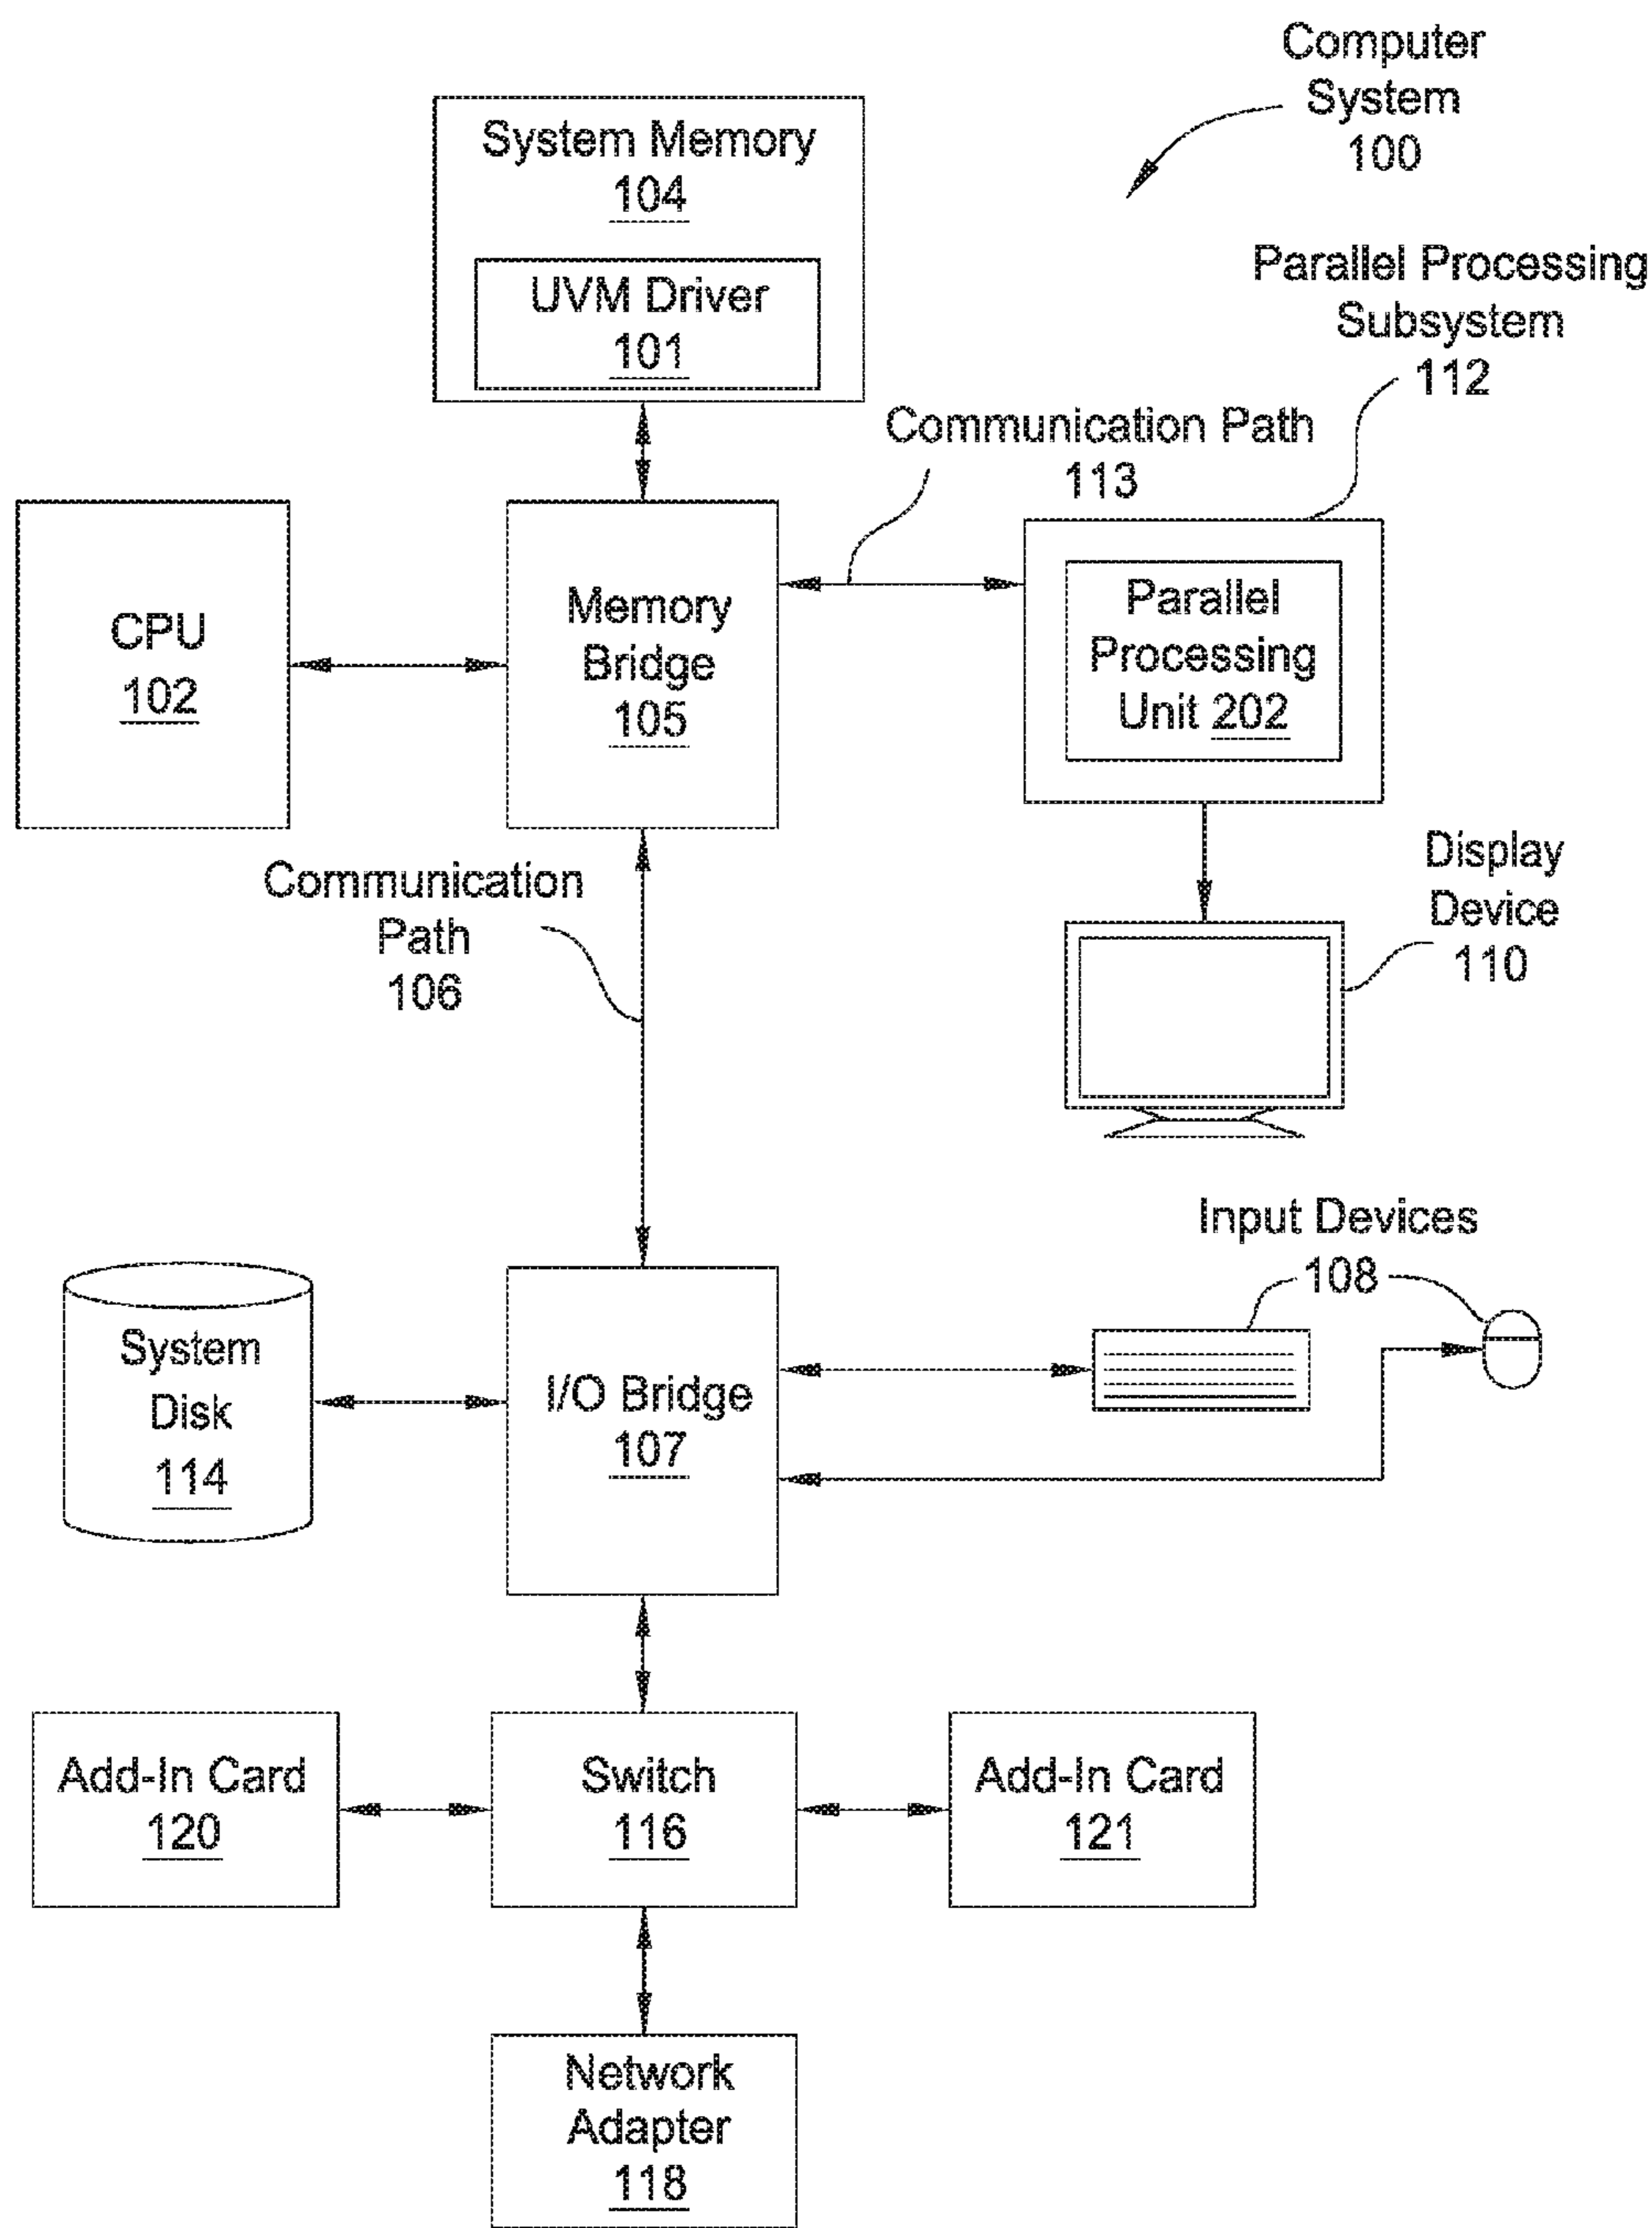 Computer
System
100
System Memory
104
UVM Driver
101
Parallel Processing
Subsystem
112
Communication Path
113
CPU
102
Memory
Bridge
105
Parallel
Processing
Unit 202
Communication
Path
106
Display
Device
110
Input Devices
108
System
Disk
114
I/O Bridge
107
Add-In Card
120
Switch
116
Add-In Card
121
Network
Adapter
118